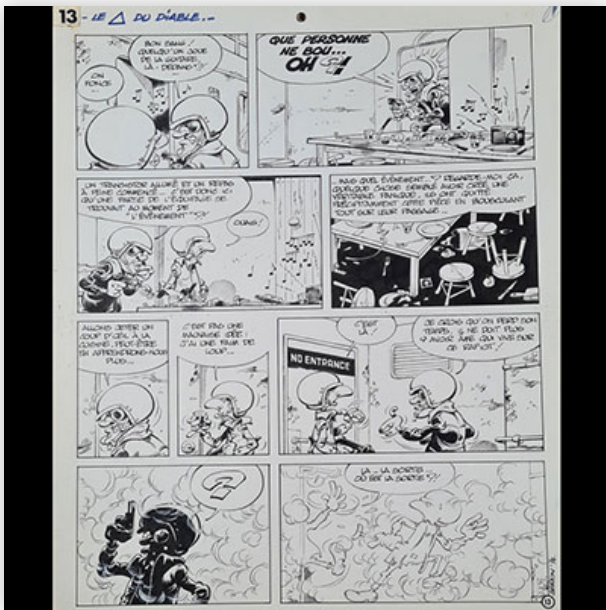 13 - LE △ DU DIABLE.-
BON SANG !
QUELQU'UN JOUE
DE LA GUITARE
LÀ - DEDANS !
ON
FONCE
QUE PERSONNE
NE BOU...
OH
UN TRANSISTOR ALLUMÉ ET UN REPAS
À PEINE COMMENCÉ... C'EST DONC ICI
QU'UNE PARTIE DE L'ÉQUIPAGE SE
TROUVAIT AU MOMENT DE
"L'ÉVÉNEMENT"
OUAIS !
MAIS QUEL ÉVÉNEMENT... REGARDE-MOI ÇA,
QUELQUE CHOSE SEMBLE AVOIR CRÉÉ UNE
VÉRITABLE PANIQUE, ILS ONT QUITTÉ
PRÉCIPITAMMENT CETTE PIÈCE EN BOUSCULANT
TOUT SUR LEUR PASSAGE...
ALLONS JETER UN
COUP D'ŒIL À LA
CUISINE, PEUT-ÊTRE
EN APPRENDRONS-NOUS
PLUS...
C'EST PAS UNE
MAUVAISE IDÉE :
J'AI UNE FAIM DE
LOUP...
C'EST
LÀ !
NO ENTRANCE
JE CROIS QU'ON PERD SON
TEMPS, IL NE DOIT PLUS
Y AVOIR ÂME QUI VIVE SUR
CE RAFIOT !
?
LA... LA SORTIE...
OÙ EST LA SORTIE ?!
13